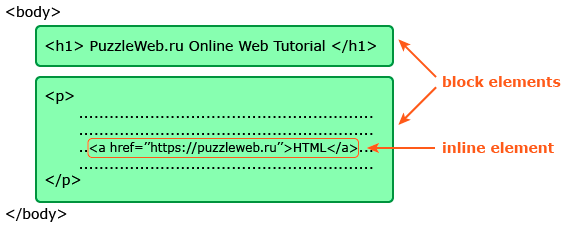 <body>
<h1> PuzzleWeb.ru Online Web Tutorial </h1>
block elements
<p>
...........................................................
...........................................................
..<a href=”https://puzzleweb.ru”>HTML</a>...
inline element
...........................................................
</p>
</body>